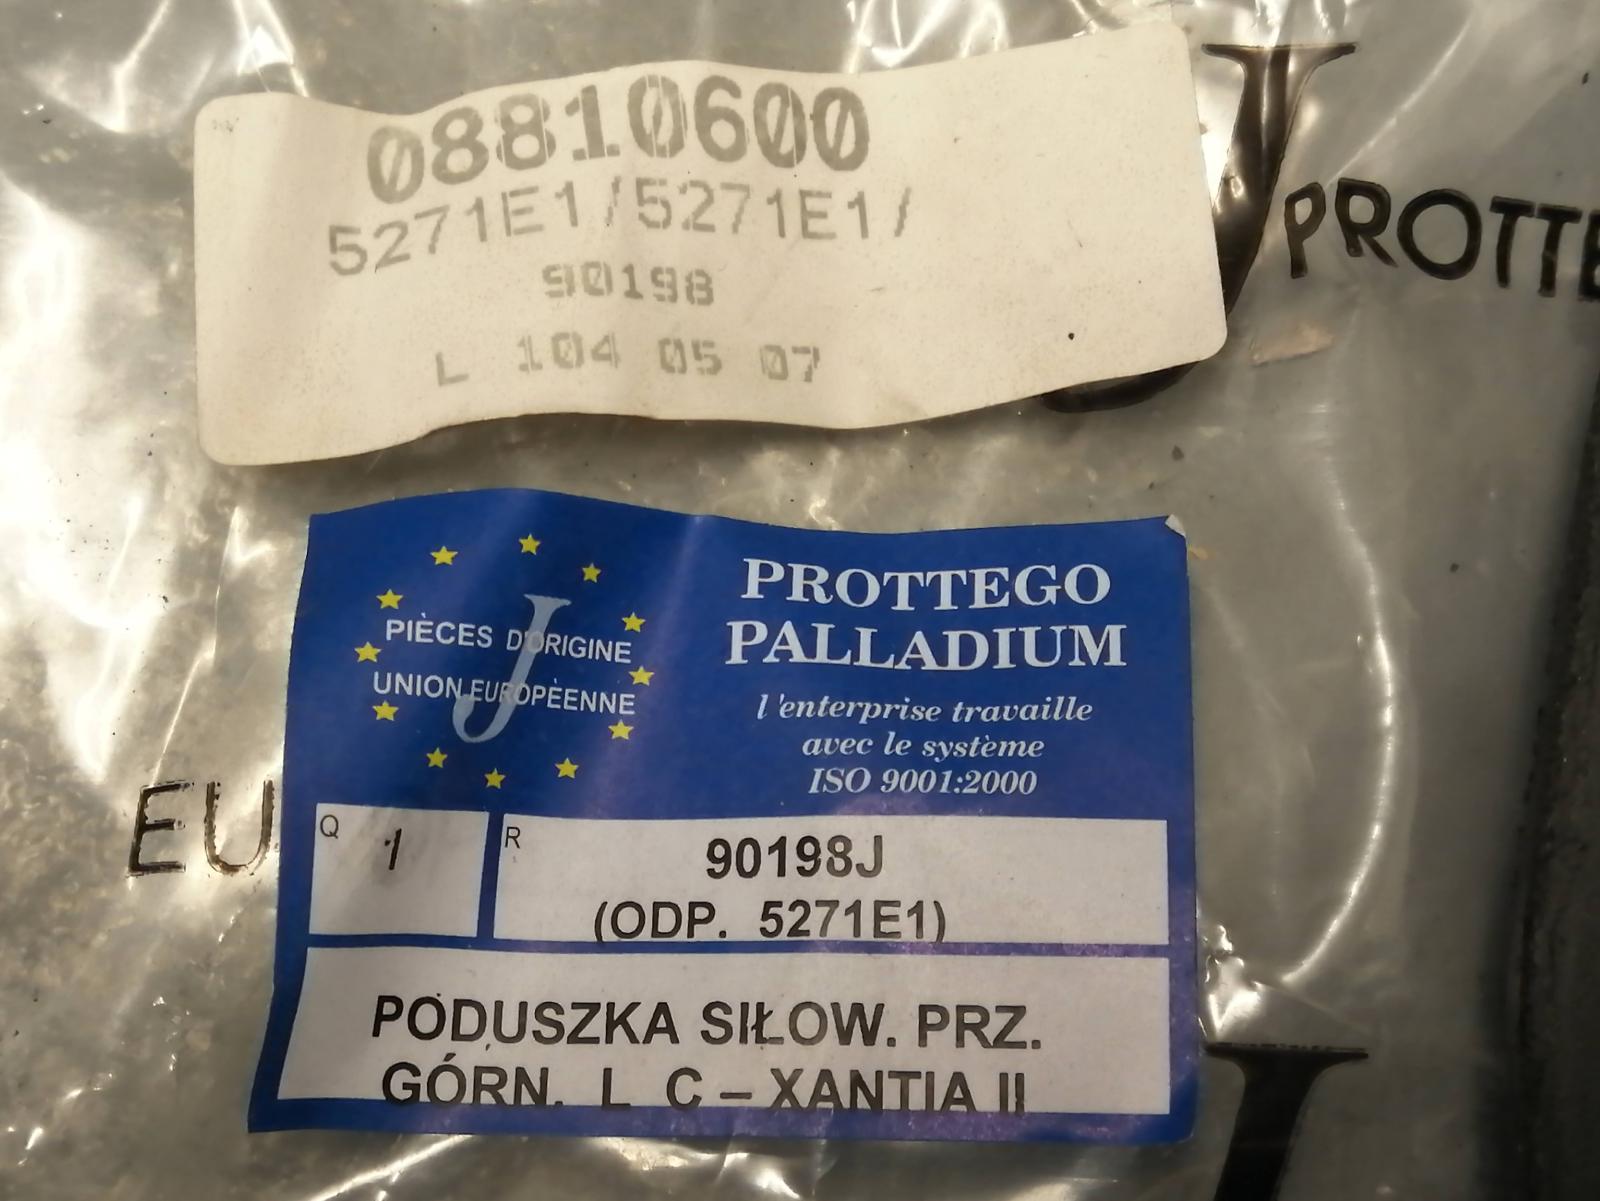 08810600
5271E1/5271E1/
90198
L 104 05 07
J PROTTE
PIÈCES D'ORIGINE
UNION EUROPÈENNE
J
PROTTEGO
PALLADIUM
l'enterprise travaille
avec le système
ISO 9001:2000
EU
Q 1
R 90198J
(ODP. 5271E1)
PODUSZKA SIŁOW. PRZ.
GÓRN. L C – XANTIA II
J